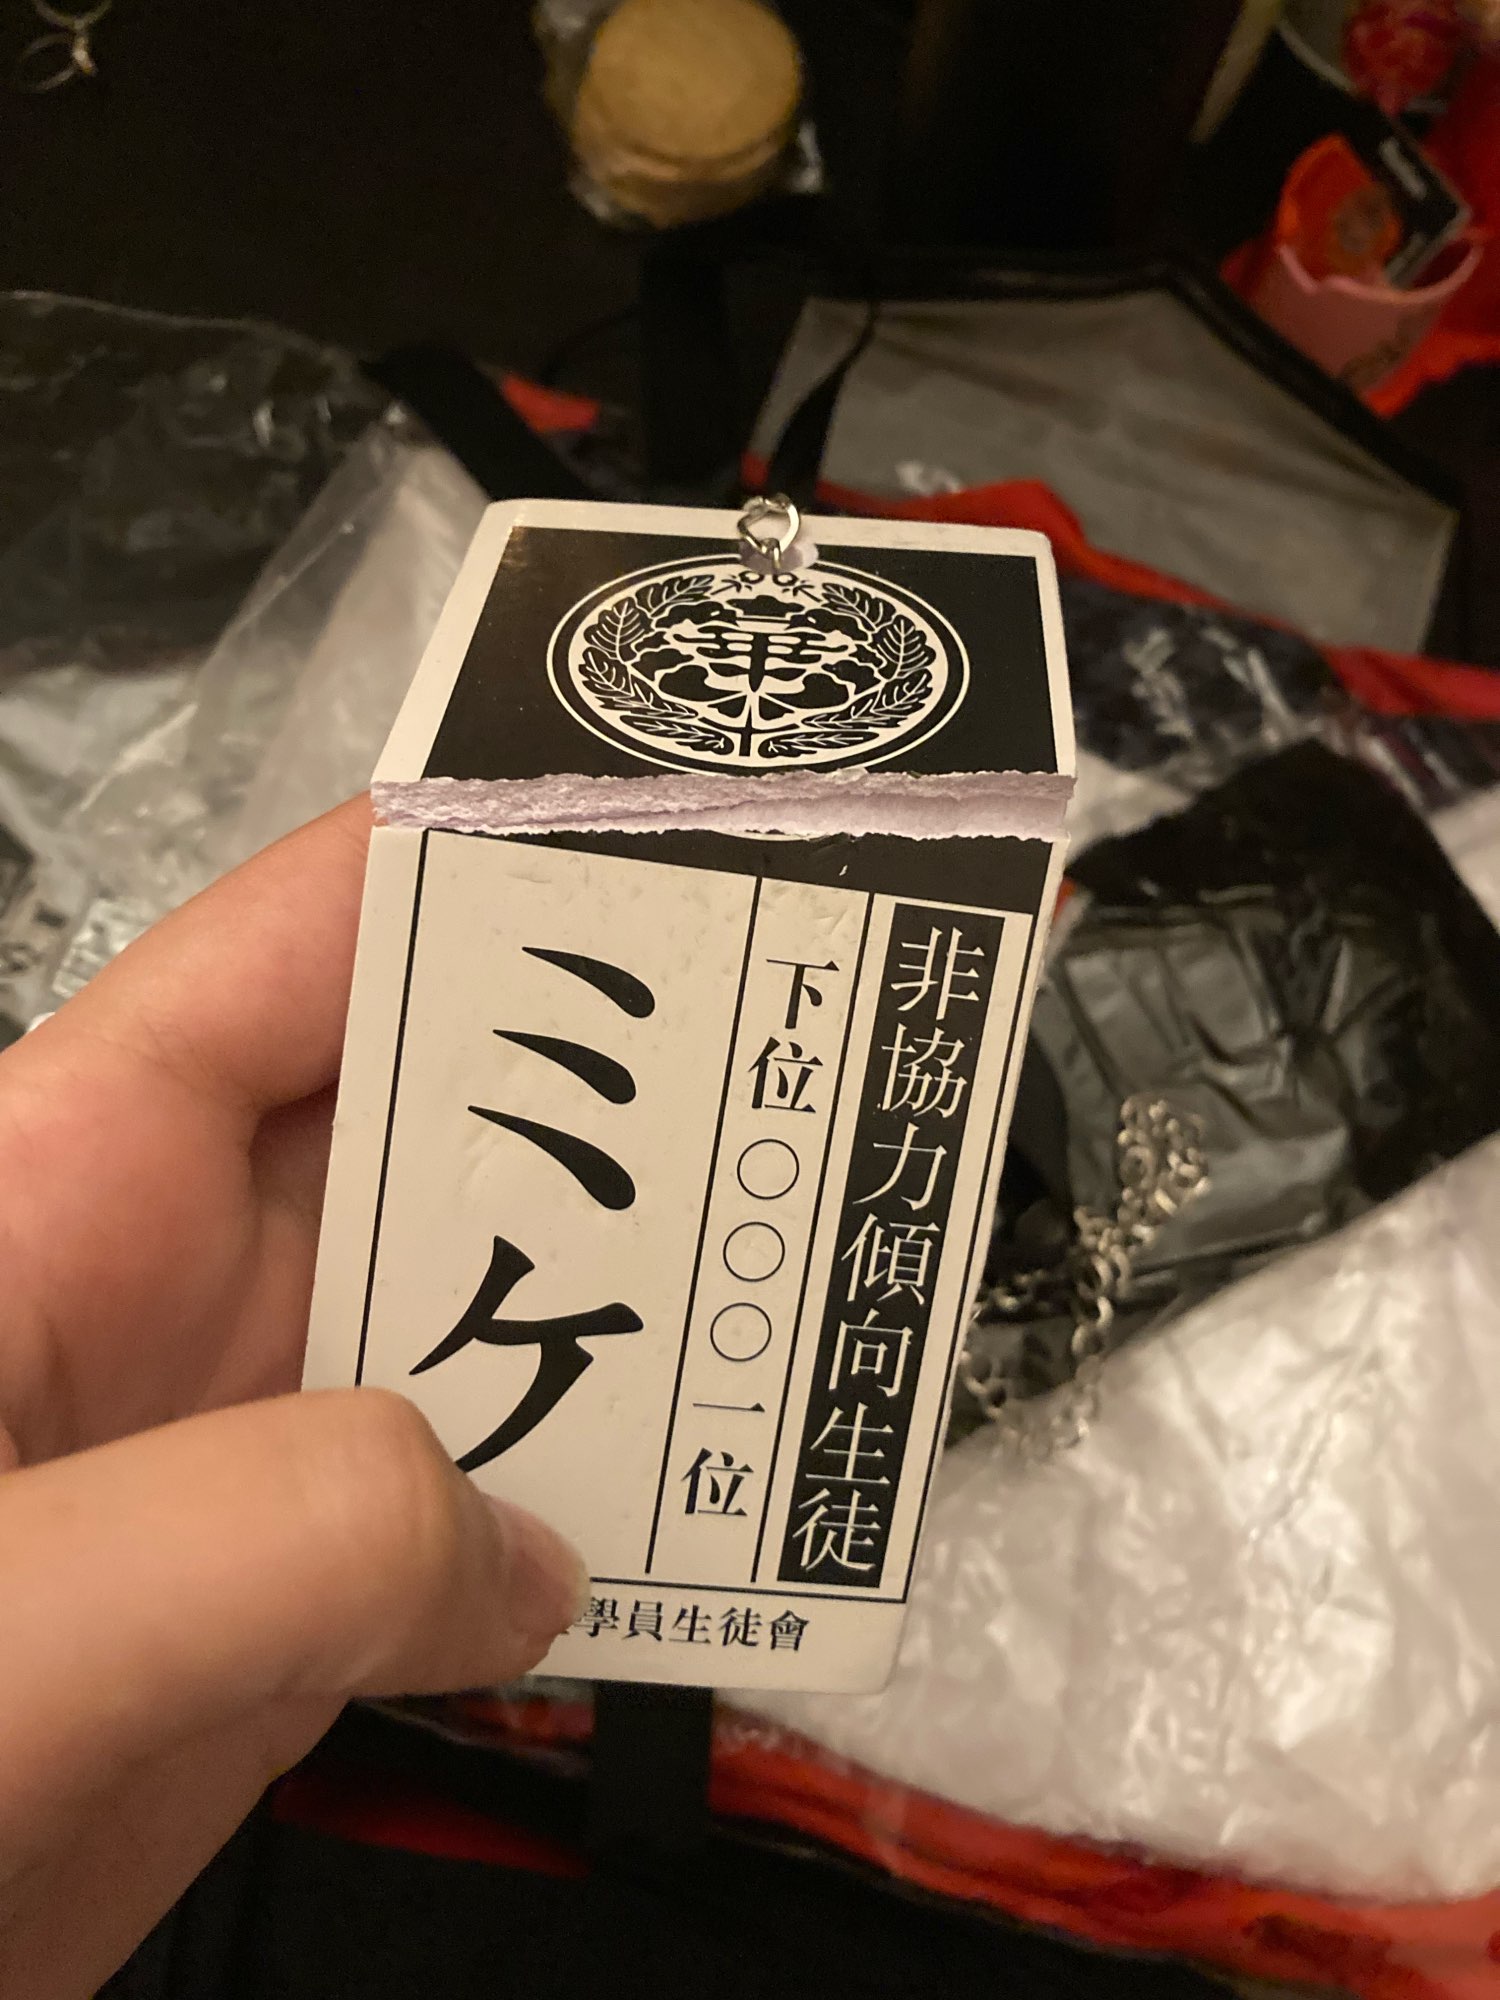 華
非協力傾向生徒
下位〇〇〇一位
ミミケ
學員生徒會